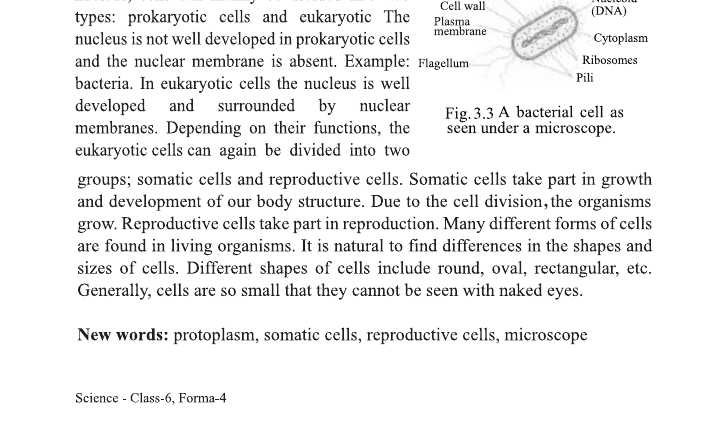 types: prokaryotic cells and eukaryotic The
nucleus is not well developed in prokaryotic cells
and the nuclear membrane is absent. Example:
bacteria. In eukaryotic cells the nucleus is well
developed and surrounded by nuclear
membranes. Depending on their functions, the
eukaryotic cells can again be divided into two
Cell wall
Plasma
membrane
Flagellum
(DNA)
Cytoplasm
Ribosomes
Pili
Fig.3.3 A bacterial cell as
seen under a microscope.
groups; somatic cells and reproductive cells. Somatic cells take part in growth
and development of our body structure. Due to the cell division, the organisms
grow. Reproductive cells take part in reproduction. Many different forms of cells
are found in living organisms. It is natural to find differences in the shapes and
sizes of cells. Different shapes of cells include round, oval, rectangular, etc.
Generally, cells are so small that they cannot be seen with naked eyes.
New words: protoplasm, somatic cells, reproductive cells, microscope
Science - Class-6, Forma-4